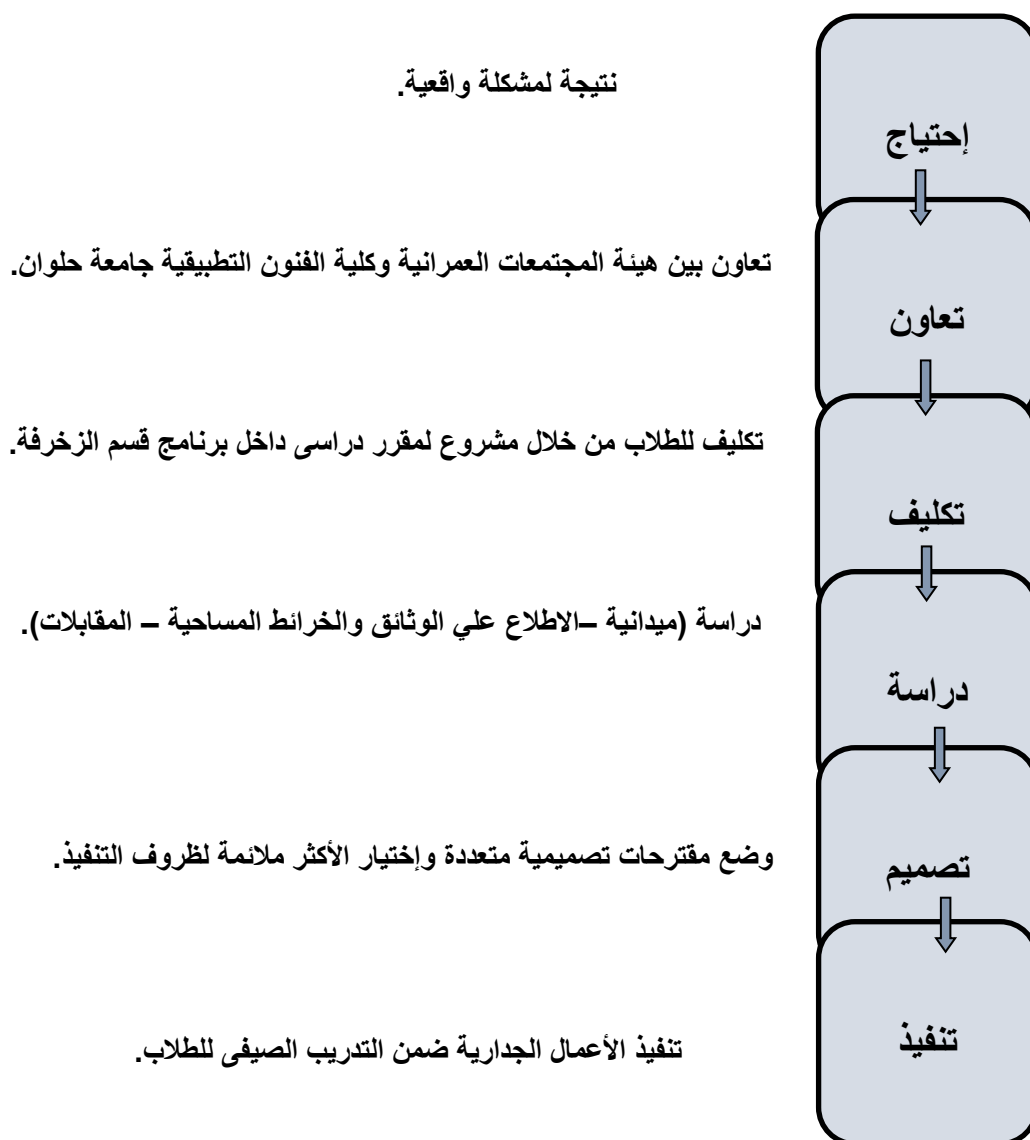 نتيجة لمشكلة واقعية.
إحتياج
تعاون بين هيئة المجتمعات العمرانية وكلية الفنون التطبيقية جامعة حلوان.
تعاون
تكليف للطلاب من خلال مشروع لمقرر دراسى داخل برنامج قسم الزخرفة.
تكليف
دراسة (ميدانية –الاطلاع علي الوثائق والخرائط المساحية – المقابلات).
دراسة
وضع مقترحات تصميمية متعددة وإختيار الأكثر ملائمة لظروف التنفيذ.
تصميم
تنفيذ
تنفيذ الأعمال الجدارية ضمن التدريب الصيفى للطلاب.